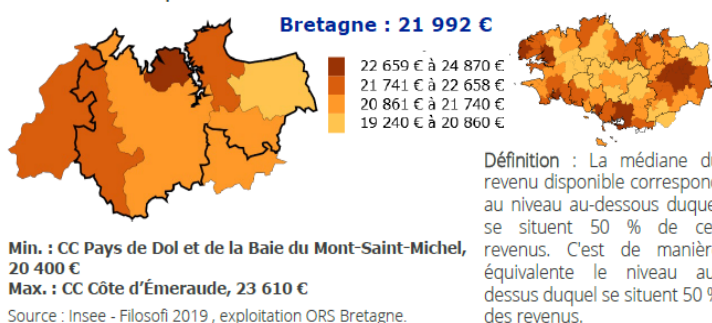 Bretagne : 21 992 €
22 659 € à 24 870 €
21 741 € à 22 658 €
20 861 € à 21 740 €
19 240 € à 20 860 €
Min. : CC Pays de Dol et de la Baie du Mont-Saint-Michel,
20 400 €
Max. : CC Côte d’Émeraude, 23 610 €
Source : Insee - Filosofi 2019 , exploitation ORS Bretagne.
Définition : La médiane du
revenu disponible correspond
au niveau au-dessous duquel
se situent 50 % de ce
revenus. C'est de manièr
équivalente le niveau au
dessus duquel se situent 50 %
des revenus.